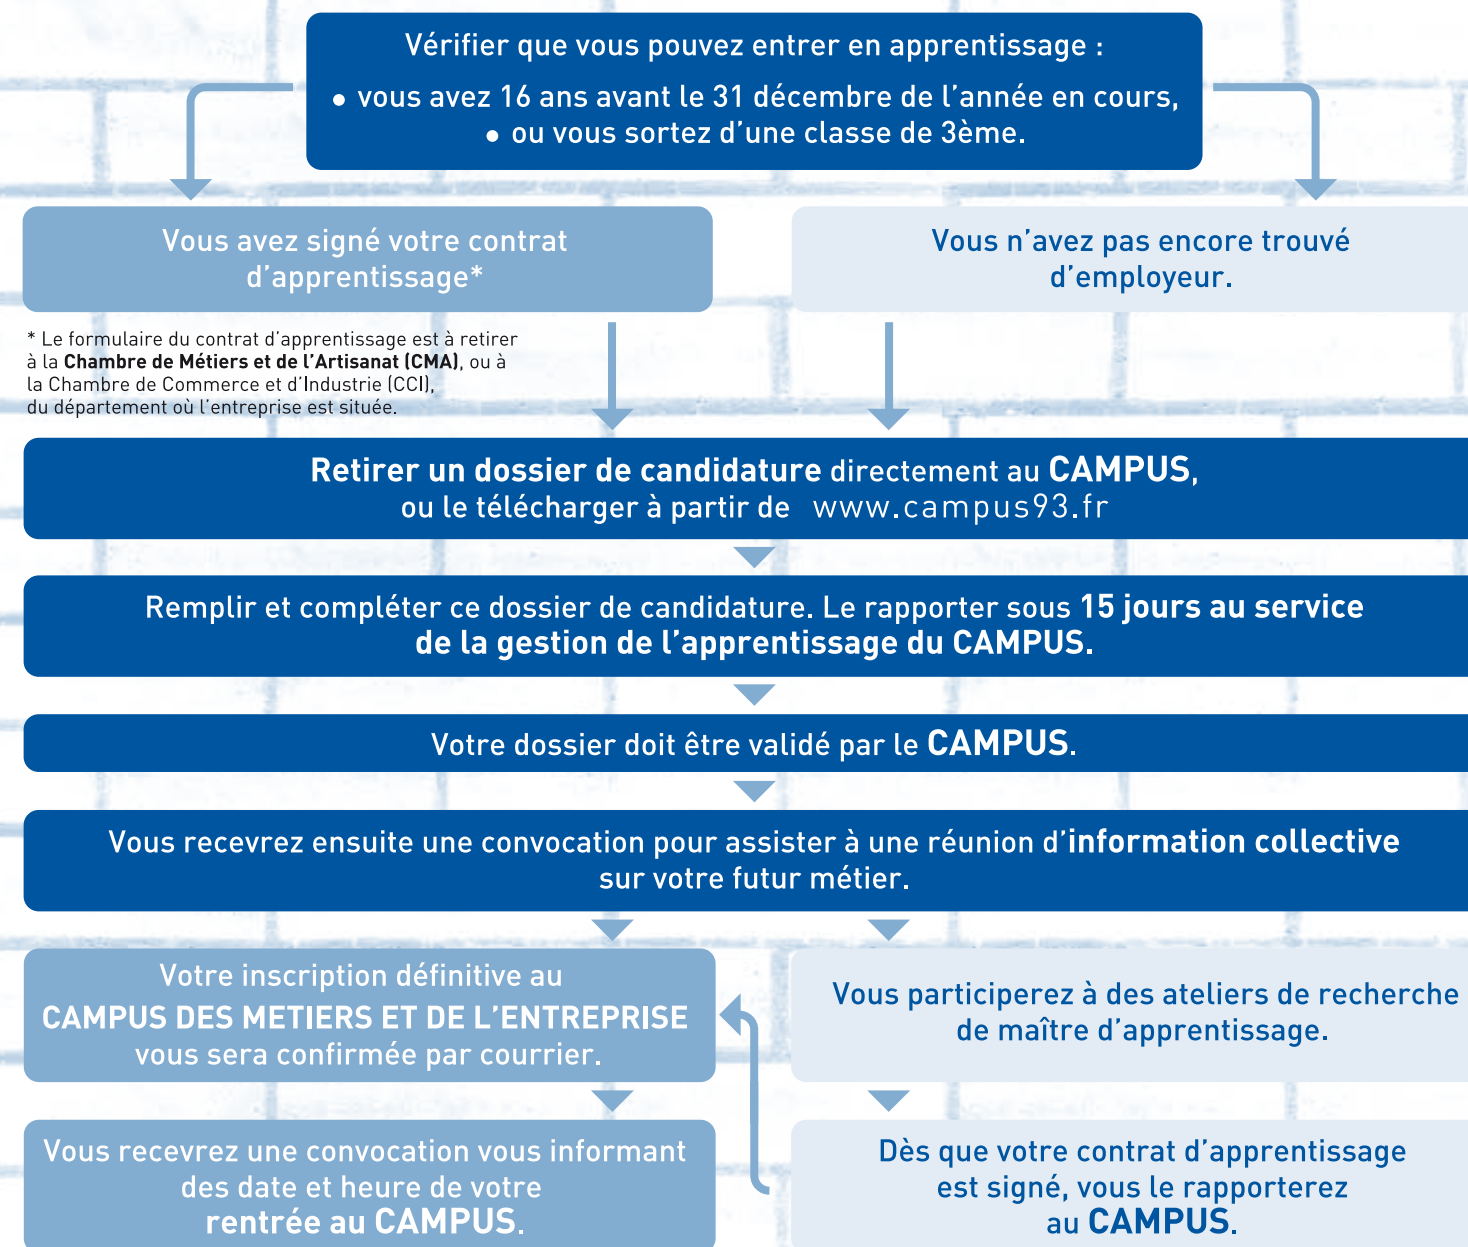 Vérifier que vous pouvez entrer en apprentissage :
• vous avez 16 ans avant le 31 décembre de l'année en cours,
• ou vous sortez d'une classe de 3ème.
Vous avez signé votre contrat
d'apprentissage*
Vous n'avez pas encore trouvé
d'employeur.
* Le formulaire du contrat d'apprentissage est à retirer
à la Chambre de Métiers et de l'Artisanat (CMA), ou à
la Chambre de Commerce et d'Industrie (CCI),
du département où l'entreprise est située.
Retirer un dossier de candidature directement au CAMPUS,
ou le télécharger à partir de www.campus93.fr
Remplir et compléter ce dossier de candidature. Le rapporter sous 15 jours au service
de la gestion de l'apprentissage du CAMPUS.
Votre dossier doit être validé par le CAMPUS.
Vous recevrez ensuite une convocation pour assister à une réunion d'information collective
sur votre futur métier.
Votre inscription définitive au
CAMPUS DES METIERS ET DE L'ENTREPRISE
vous sera confirmée par courrier.
Vous participerez à des ateliers de recherche
de maître d'apprentissage.
Vous recevrez une convocation vous informant
des date et heure de votre
rentrée au CAMPUS.
Dès que votre contrat d'apprentissage
est signé, vous le rapporterez
au CAMPUS.